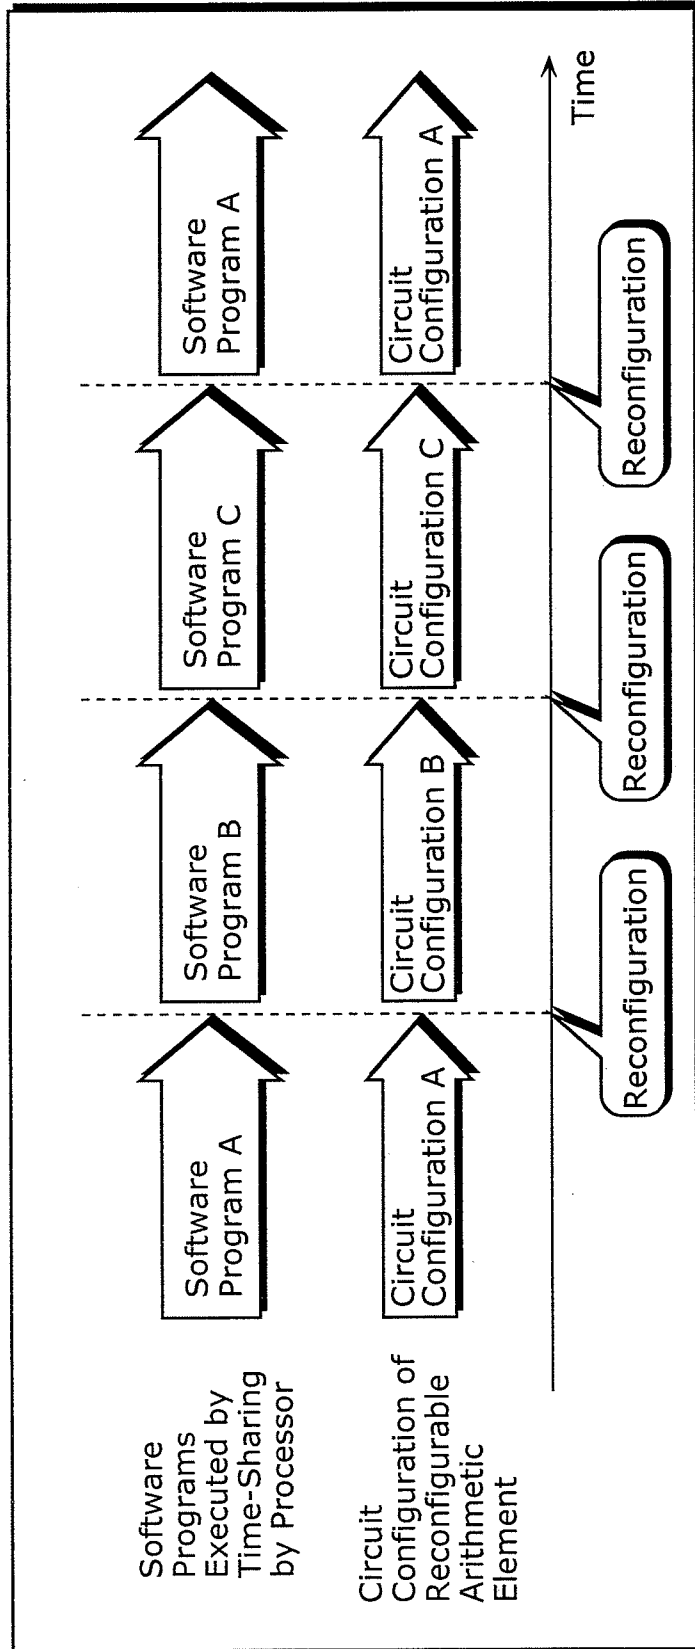 Software
Programs
Executed by
Time-Sharing
by Processor
Software
Program A
Software
Program B
Software
Program C
Software
Program A
Circuit
Configuration of
Reconfigurable
Arithmetic
Element
Circuit
Configuration A
Circuit
Configuration B
Circuit
Configuration C
Circuit
Configuration A
Time
Reconfiguration
Reconfiguration
Reconfiguration